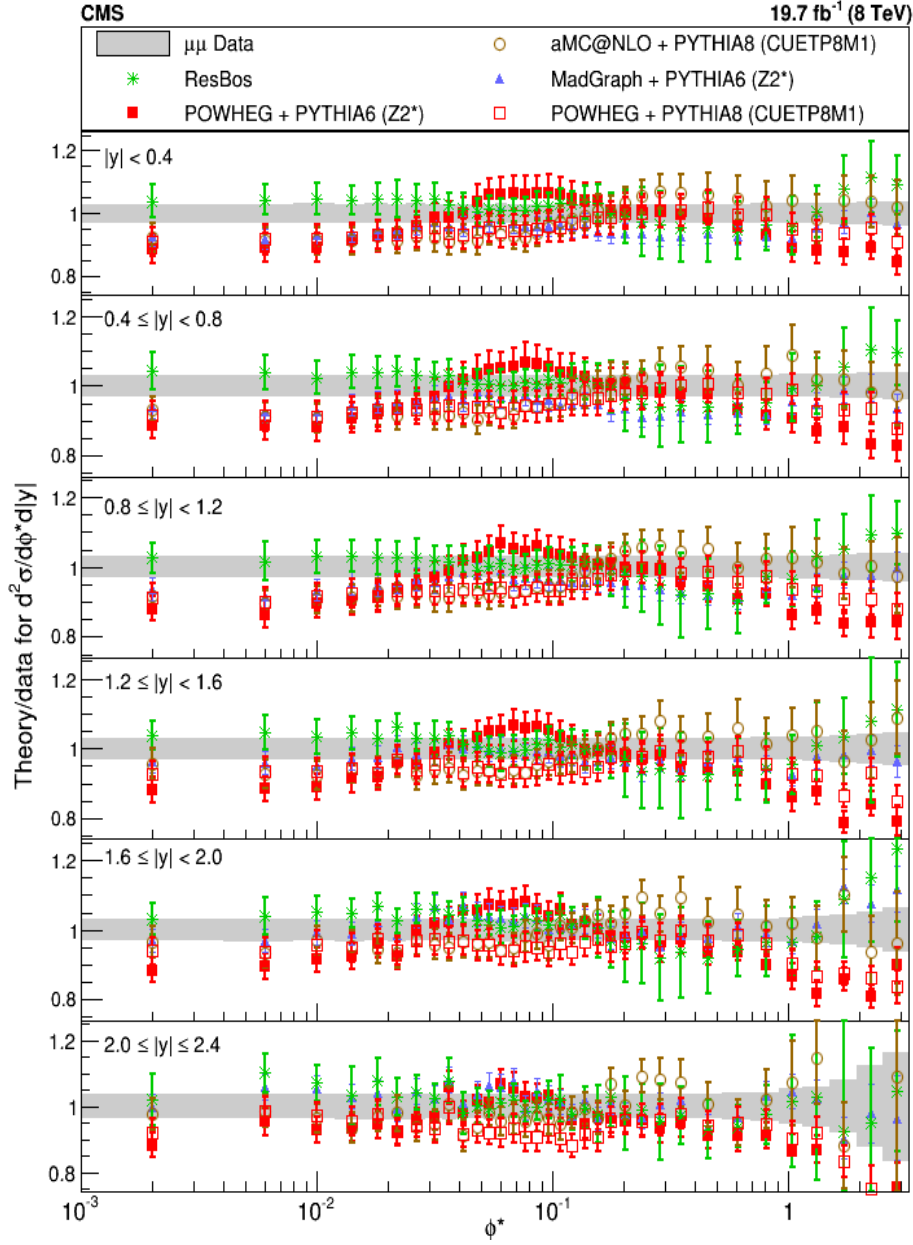 CMS 19.7 fb⁻¹ (8 TeV)
μμ Data
aMC@NLO + PYTHIA8 (CUETP8M1)
ResBos
MadGraph + PYTHIA6 (Z2*)
POWHEG + PYTHIA6 (Z2*)
POWHEG + PYTHIA8 (CUETP8M1)
Theory/data for d²σ/dϕ*d|y|
|y| < 0.4
1.2
1
0.8
0.4 ≤ |y| < 0.8
1.2
1
0.8
0.8 ≤ |y| < 1.2
1.2
1
0.8
1.2 ≤ |y| < 1.6
1.2
1
0.8
1.6 ≤ |y| < 2.0
1.2
1
0.8
2.0 ≤ |y| ≤ 2.4
1.2
1
0.8
10⁻³ 10⁻² 10⁻¹ 1
ϕ*